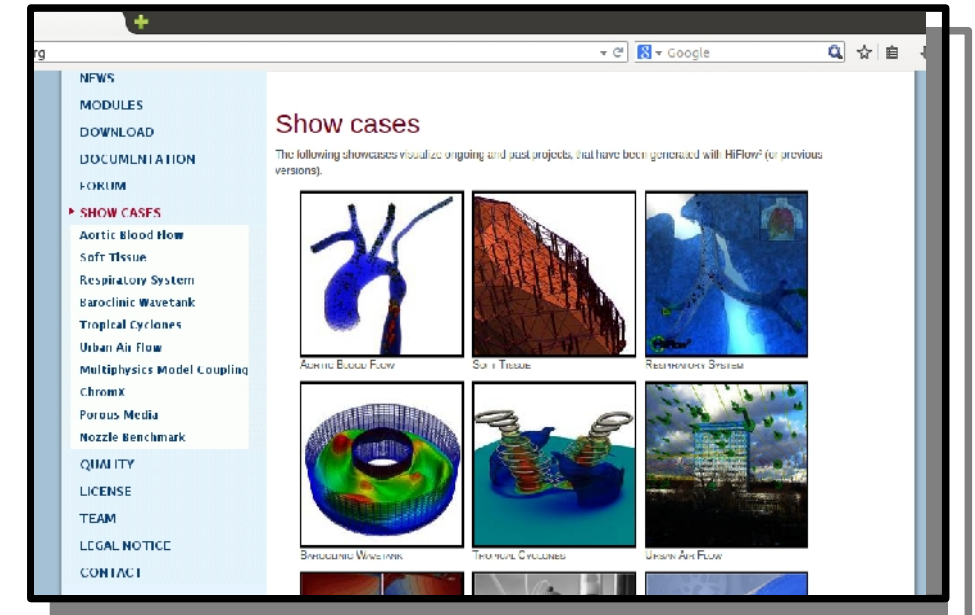 rg
Google
NEWS
MODULES
DOWNLOAD
DOCUMENTATION
FORUM
SHOW CASES
Aortic Blood Flow
Soft Tissue
Respiratory System
Baroclinic Wavetank
Tropical Cyclones
Urban Air Flow
Multiphysics Model Coupling
ChromX
Porous Media
Nozzle Benchmark
QUALITY
LICENSE
TEAM
LEGAL NOTICE
CONTACT
Show cases
The following showcases visualize ongoing and past projects, that have been generated with HiFlow³ (or previous
versions).
AORTIC BLOOD FLOW
SOFT TISSUE
RESPIRATORY SYSTEM
BAROCLINIC WAVETANK
TROPICAL CYCLONES
URBAN AIR FLOW